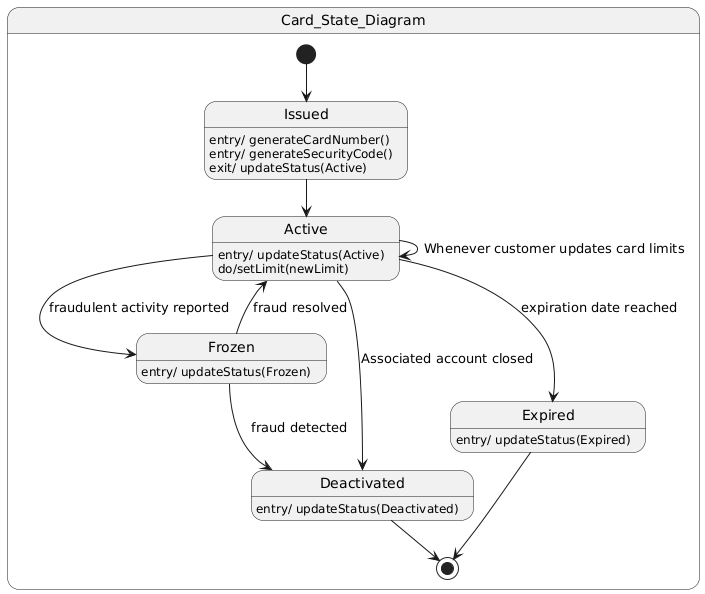 Card_State_Diagram
Issued
entry/ generateCardNumber()
entry/ generateSecurityCode()
exit/ updateStatus(Active)
Active
entry/ updateStatus(Active)
do/setLimit(newLimit)
Whenever customer updates card limits
fraudulent activity reported
fraud resolved
expiration date reached
Frozen
entry/ updateStatus(Frozen)
Associated account closed
Expired
entry/ updateStatus(Expired)
fraud detected
Deactivated
entry/ updateStatus(Deactivated)